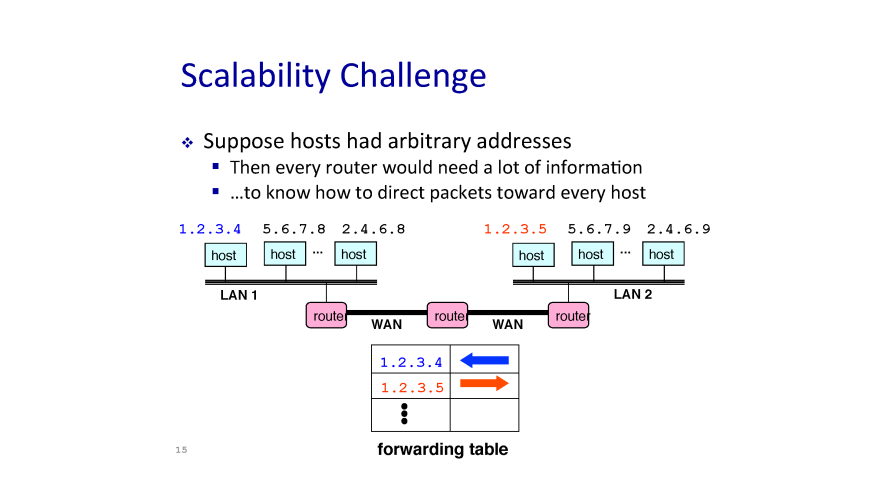 Scalability Challenge
❖ Suppose hosts had arbitrary addresses
▪ Then every router would need a lot of information
▪ …to know how to direct packets toward every host
1.2.3.4 5.6.7.8 2.4.6.8 1.2.3.5 5.6.7.9 2.4.6.9
host host ... host host host ... host
LAN 1 LAN 2
router router router
WAN WAN
1.2.3.4
1.2.3.5
forwarding table
15